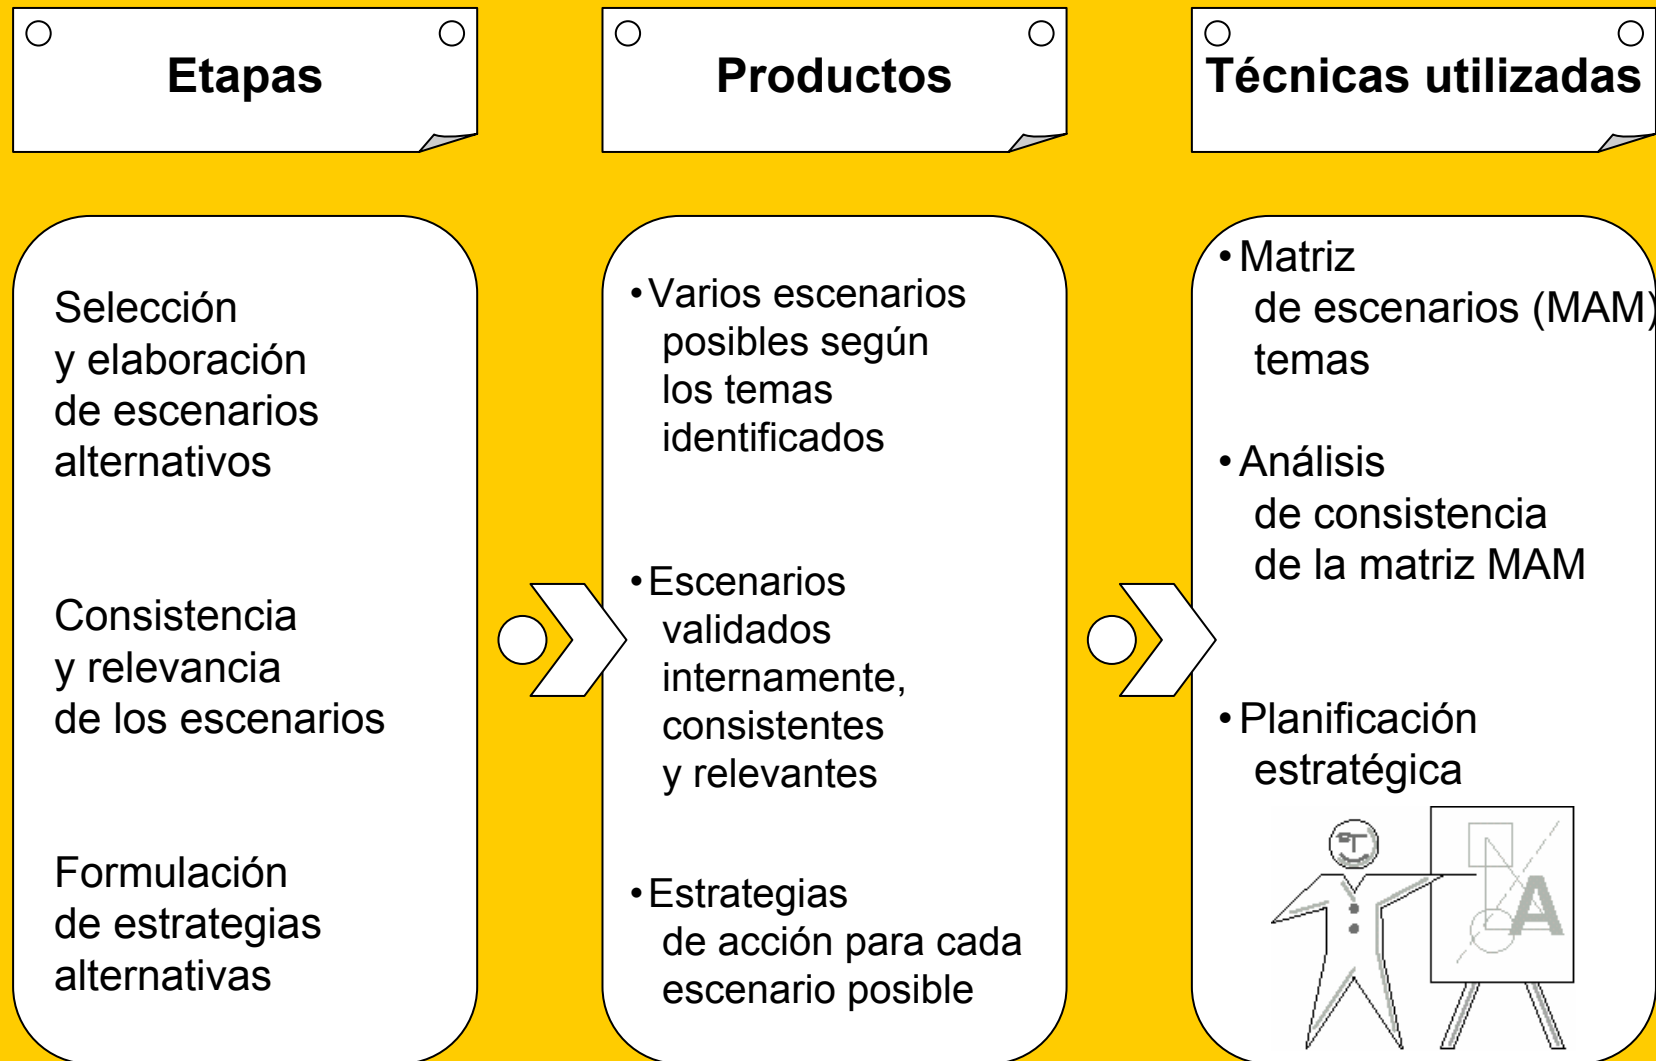 Etapas
Productos
Técnicas utilizadas
Selección
y elaboración
de escenarios
alternativos
Consistencia
y relevancia
de los escenarios
Formulación
de estrategias
alternativas
•Varios escenarios
posibles según
los temas
identificados
•Escenarios
validados
internamente,
consistentes
y relevantes
•Estrategias
de acción para cada
escenario posible
•Matriz
de escenarios (MAM)
temas
•Análisis
de consistencia
de la matriz MAM
•Planificación
estratégica
A